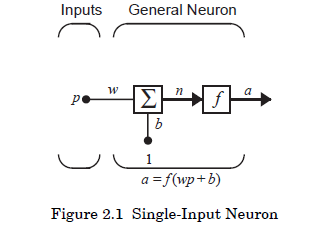 Inputs General Neuron
p w Σ n f a
b
1
a = f(wp + b)
Figure 2.1 Single-Input Neuron